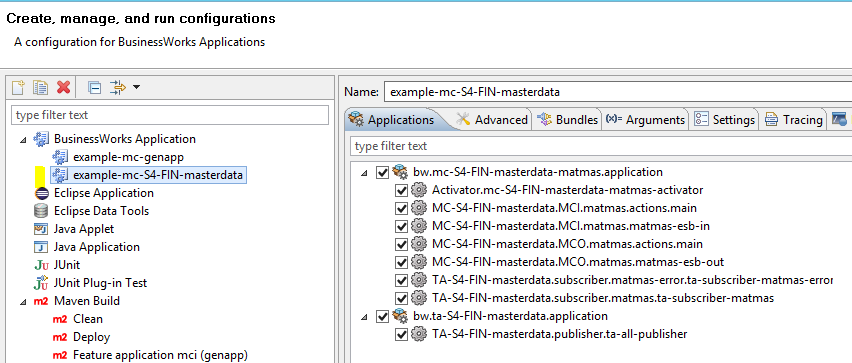 Create, manage, and run configurations
A configuration for BusinessWorks Applications
type filter text
BusinessWorks Application
example-mc-genapp
example-mc-S4-FIN-masterdata
Eclipse Application
Eclipse Data Tools
Java Applet
Java Application
JU JUnit
JUnit Plug-in Test
m2 Maven Build
m2 Clean
m2 Deploy
m2 Feature application mci (genapp)
Name: example-mc-S4-FIN-masterdata
Applications Advanced Bundles (x)= Arguments Settings Tracing
type filter text
bw.mc-S4-FIN-masterdata-matmas.application
Activator.mc-S4-FIN-masterdata-matmas-activator
MC-S4-FIN-masterdata.MCI.matmas.actions.main
MC-S4-FIN-masterdata.MCI.matmas.matmas-esb-in
MC-S4-FIN-masterdata.MCO.matmas.actions.main
MC-S4-FIN-masterdata.MCO.matmas.matmas-esb-out
TA-S4-FIN-masterdata.subscriber.matmas-error.ta-subscriber-matmas-error
TA-S4-FIN-masterdata.subscriber.matmas.ta-subscriber-matmas
bw.ta-S4-FIN-masterdata.application
TA-S4-FIN-masterdata.publisher.ta-all-publisher